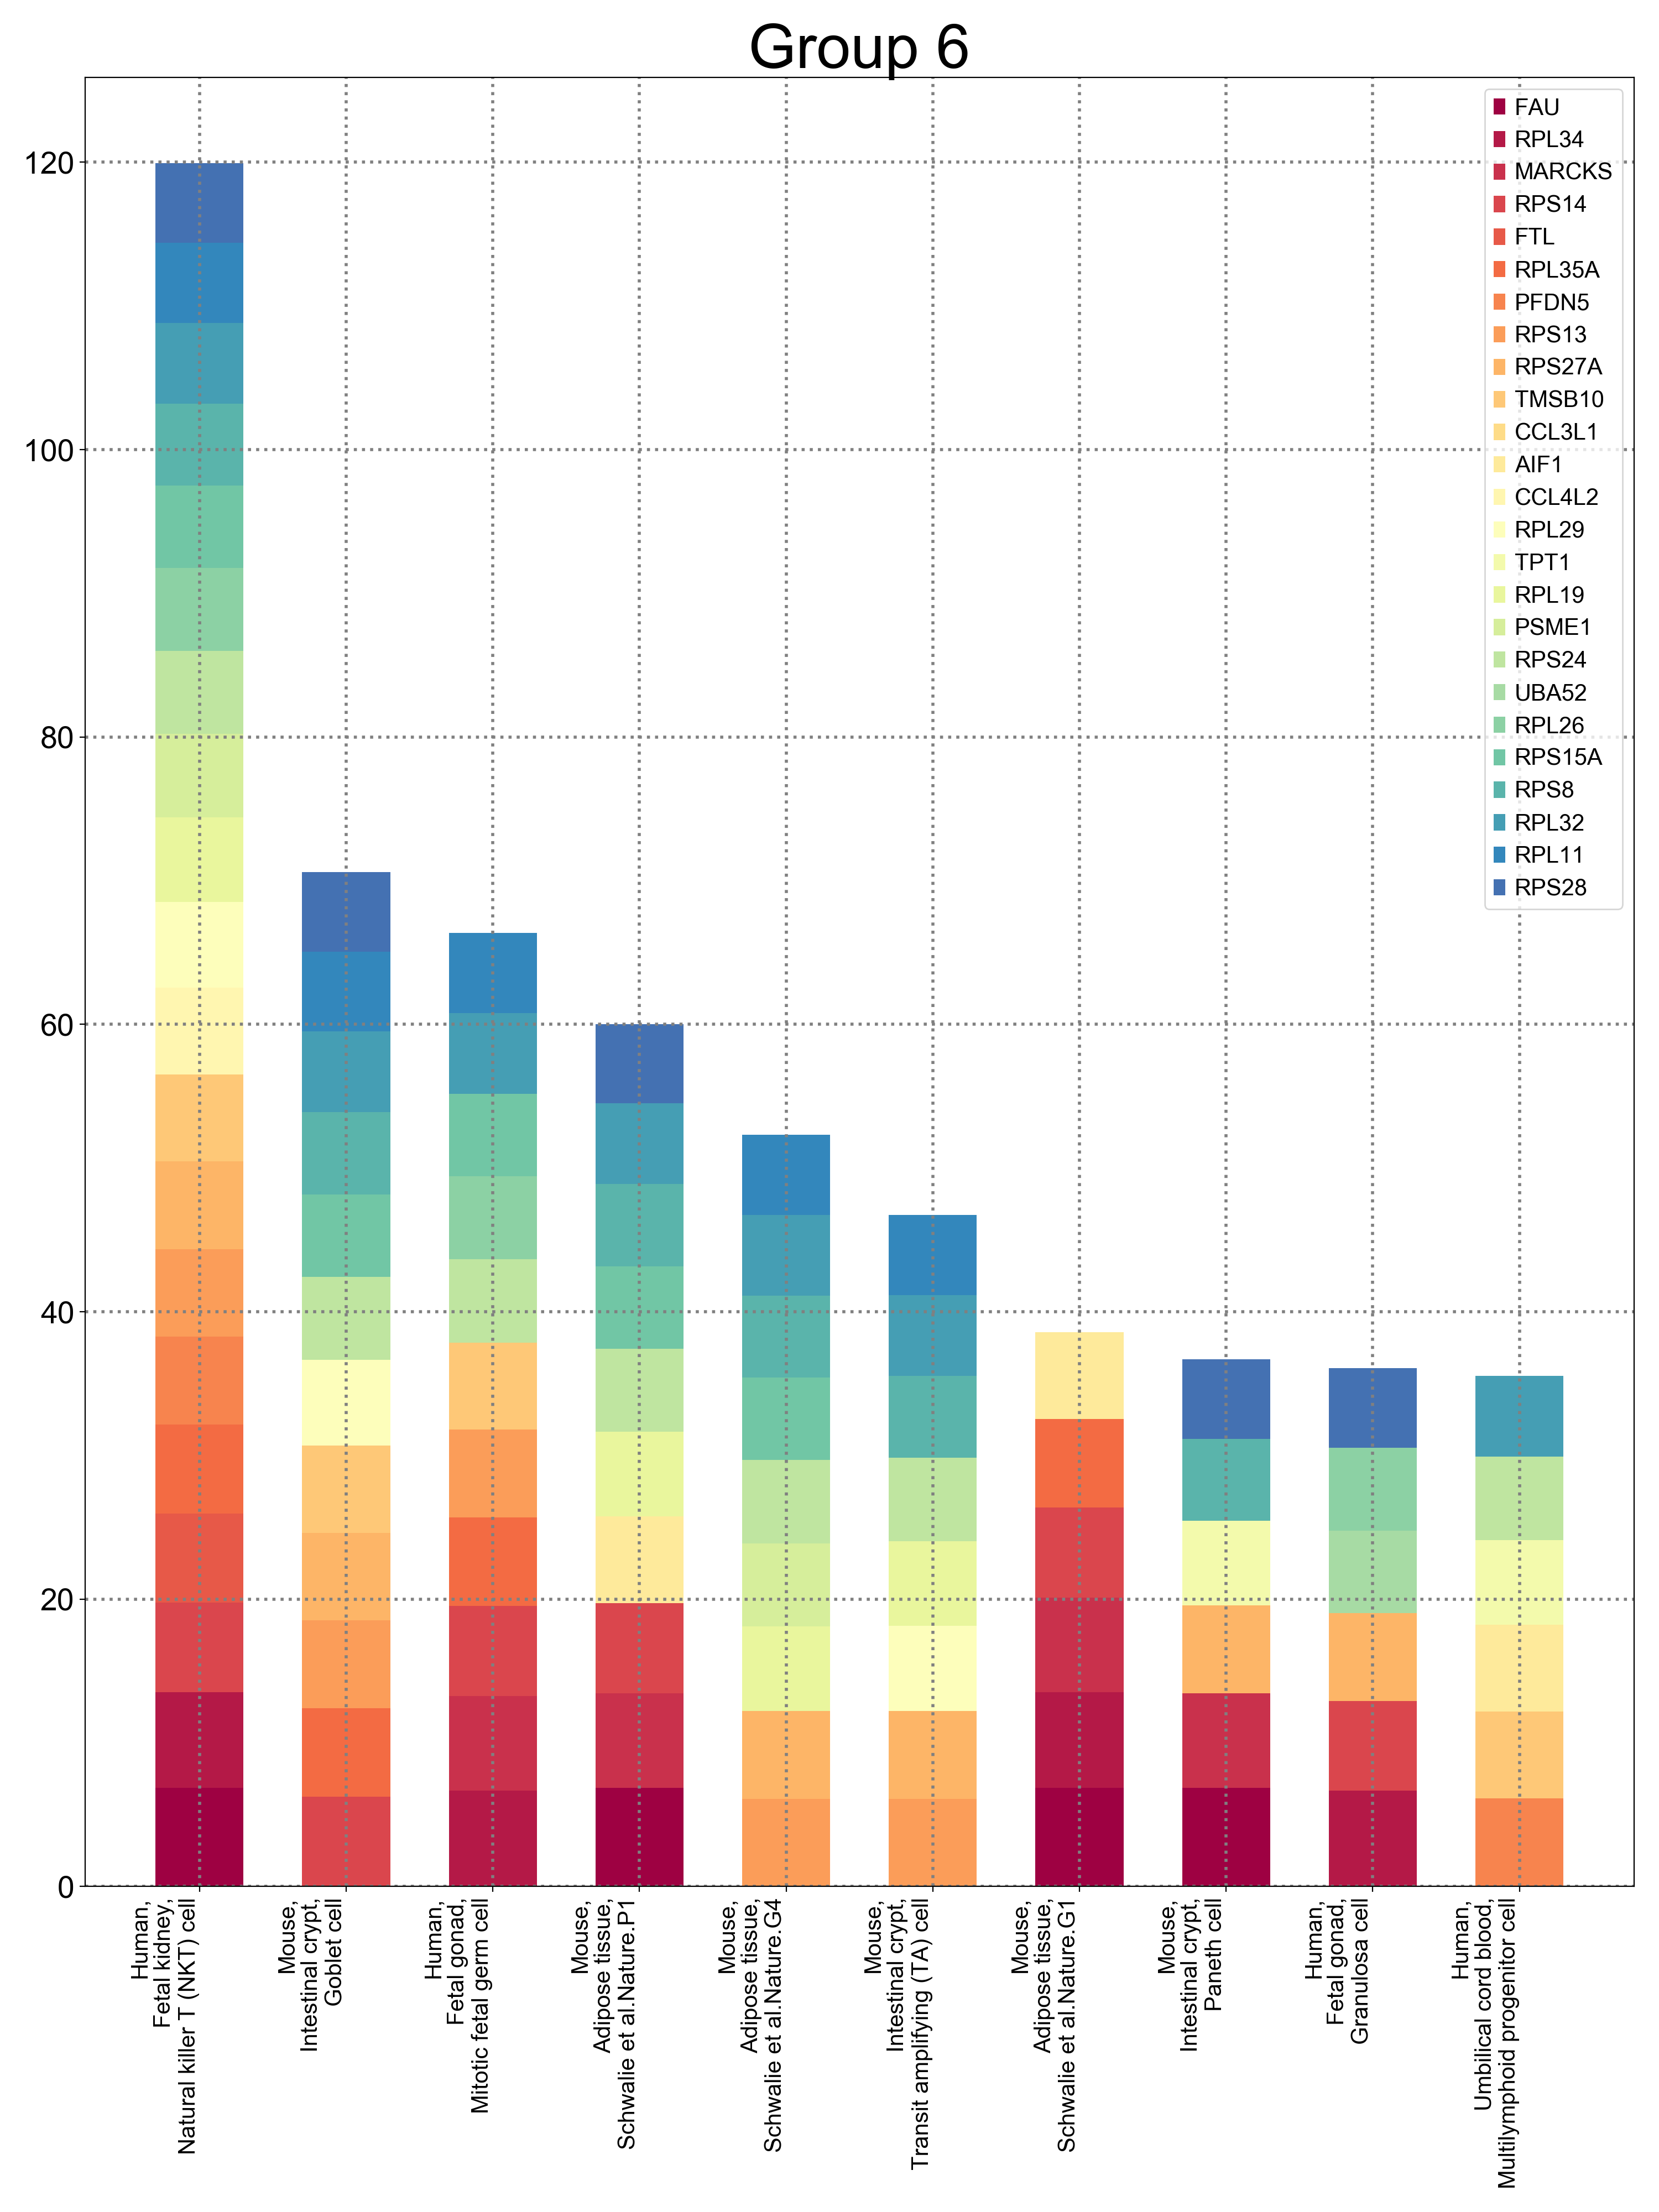 Group 6
120
100
80
60
40
20
0
FAU
RPL34
MARCKS
RPS14
FTL
RPL35A
PFDN5
RPS13
RPS27A
TMSB10
CCL3L1
AIF1
CCL4L2
RPL29
TPT1
RPL19
PSME1
RPS24
UBA52
RPL26
RPS15A
RPS8
RPL32
RPL11
RPS28
Human,
Fetal kidney,
Natural killer T (NKT) cell
Mouse,
Intestinal crypt,
Goblet cell
Human,
Fetal gonad,
Mitotic fetal germ cell
Mouse,
Adipose tissue,
Schwalie et al.Nature.P1
Mouse,
Adipose tissue,
Schwalie et al.Nature.G4
Mouse,
Intestinal crypt,
Transit amplifying (TA) cell
Mouse,
Adipose tissue,
Schwalie et al.Nature.G1
Mouse,
Intestinal crypt,
Paneth cell
Human,
Fetal gonad,
Granulosa cell
Human,
Umbilical cord blood,
Multilymphoid progenitor cell